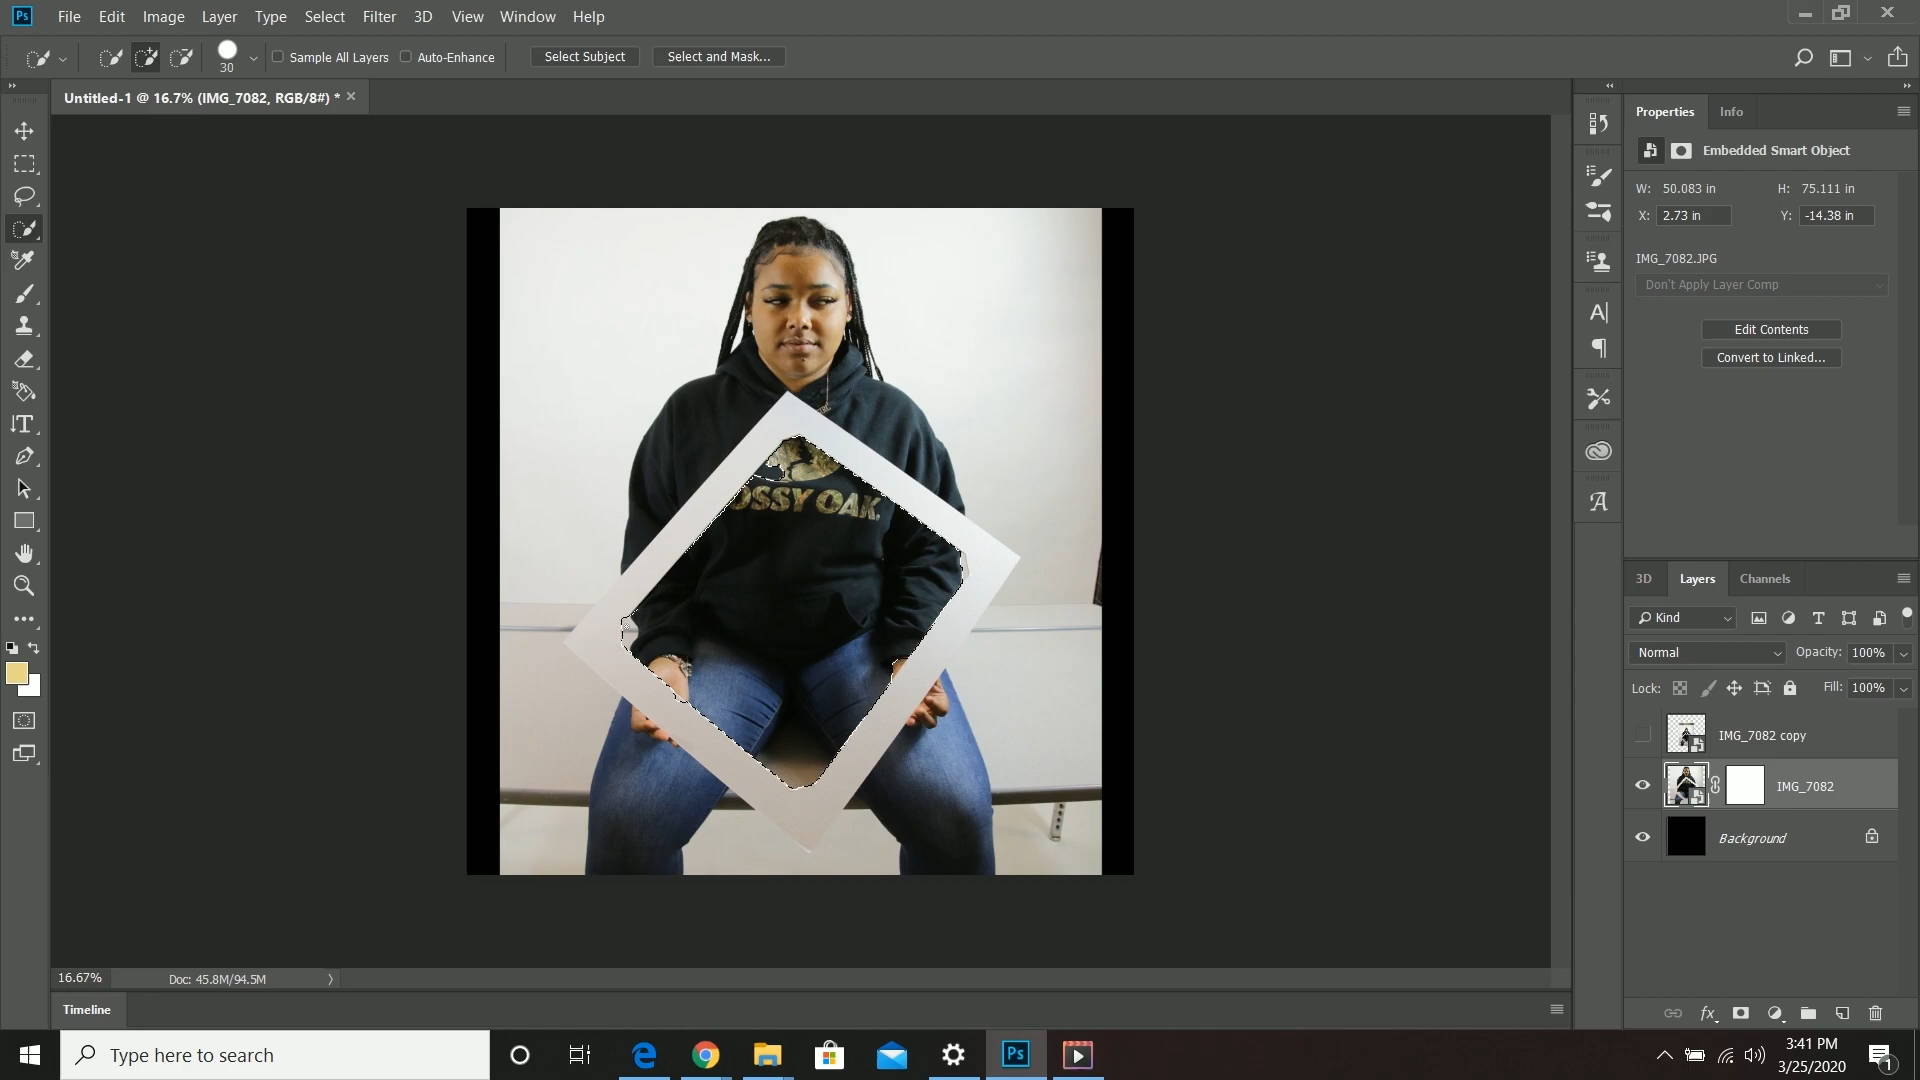 Ps File Edit Image Layer Type Select Filter 3D View Window Help
30 Sample All Layers Auto-Enhance Select Subject Select and Mask...
Untitled-1 @ 16.7% (IMG_7082, RGB/8#) *
Properties Info
Embedded Smart Object
W: 50.083 in H: 75.111 in
X: 2.73 in Y: -14.38 in
IMG_7082.JPG
Don't Apply Layer Comp
Edit Contents
Convert to Linked...
OSSY OAK
3D Layers Channels
Kind
Normal Opacity: 100%
Lock: Fill: 100%
IMG_7082 copy
IMG_7082
Background
16.67% Doc: 45.8M/94.5M
Timeline
Type here to search
Ps
3:41 PM
3/25/2020
1